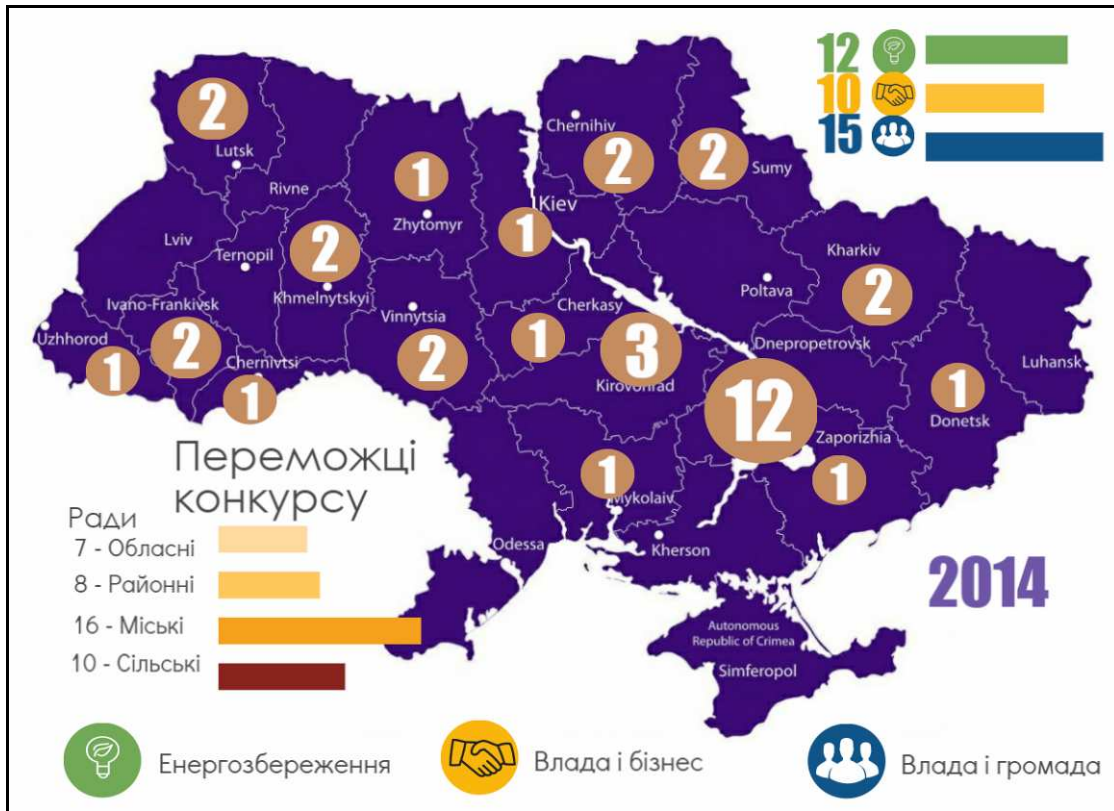 12
10
15
2
Lutsk
Rivne
1
Zhytomyr
Chernihiv
2
2
Sumy
Kiev
1
Lviv
Ternopil
2
Khmelnytskyi
Kharkiv
2
Ivano-Frankivsk
2
Uzhhorod
1
Chernivtsi
1
Vinnytsia
2
Cherkasy
1
3
Kirovohrad
Poltava
Dnepropetrovsk
12
Luhansk
1
Donetsk
Zaporizhia
1
1
Mykolaiv
Odessa
Kherson
Autonomous
Republic of Crimea
Simferopol
2014
Переможці
конкурсу
Ради
7 - Обласні
8 - Районні
16 - Міські
10 - Сільські
Енергозбереження
Влада і бізнес
Влада і громада